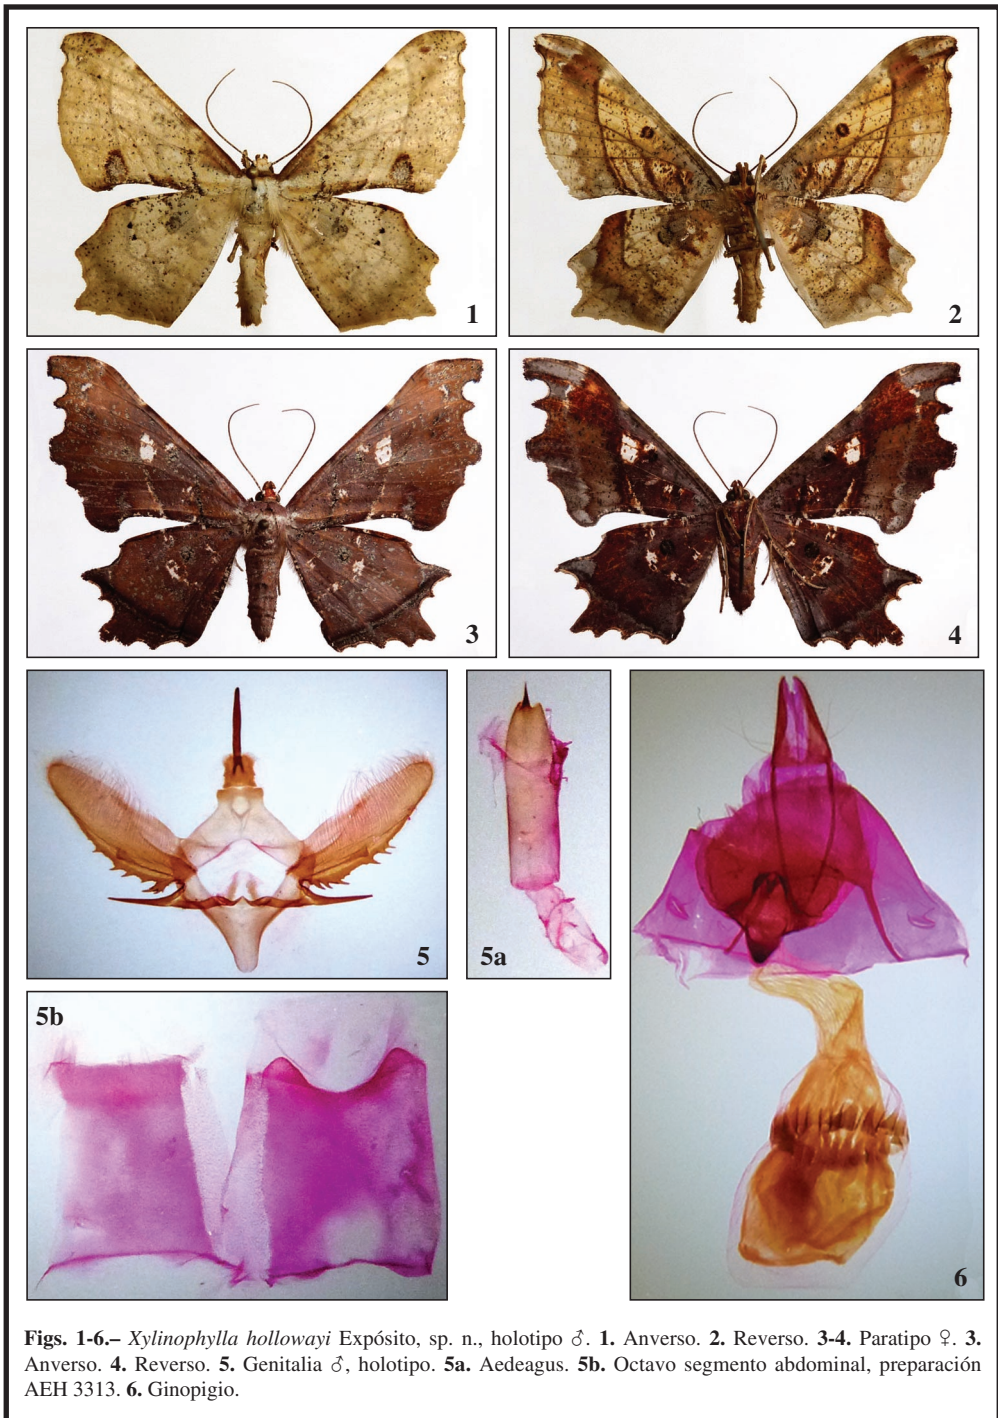 1
2
3
4
5
5a
5b
6
Figs. 1-6.– Xylinophylla hollowayi Expósito, sp. n., holotipo ♂. 1. Anverso. 2. Reverso. 3-4. Paratipo ♀. 3.
Anverso. 4. Reverso. 5. Genitalia ♂, holotipo. 5a. Aedeagus. 5b. Octavo segmento abdominal, preparación
AEH 3313. 6. Ginopigio.